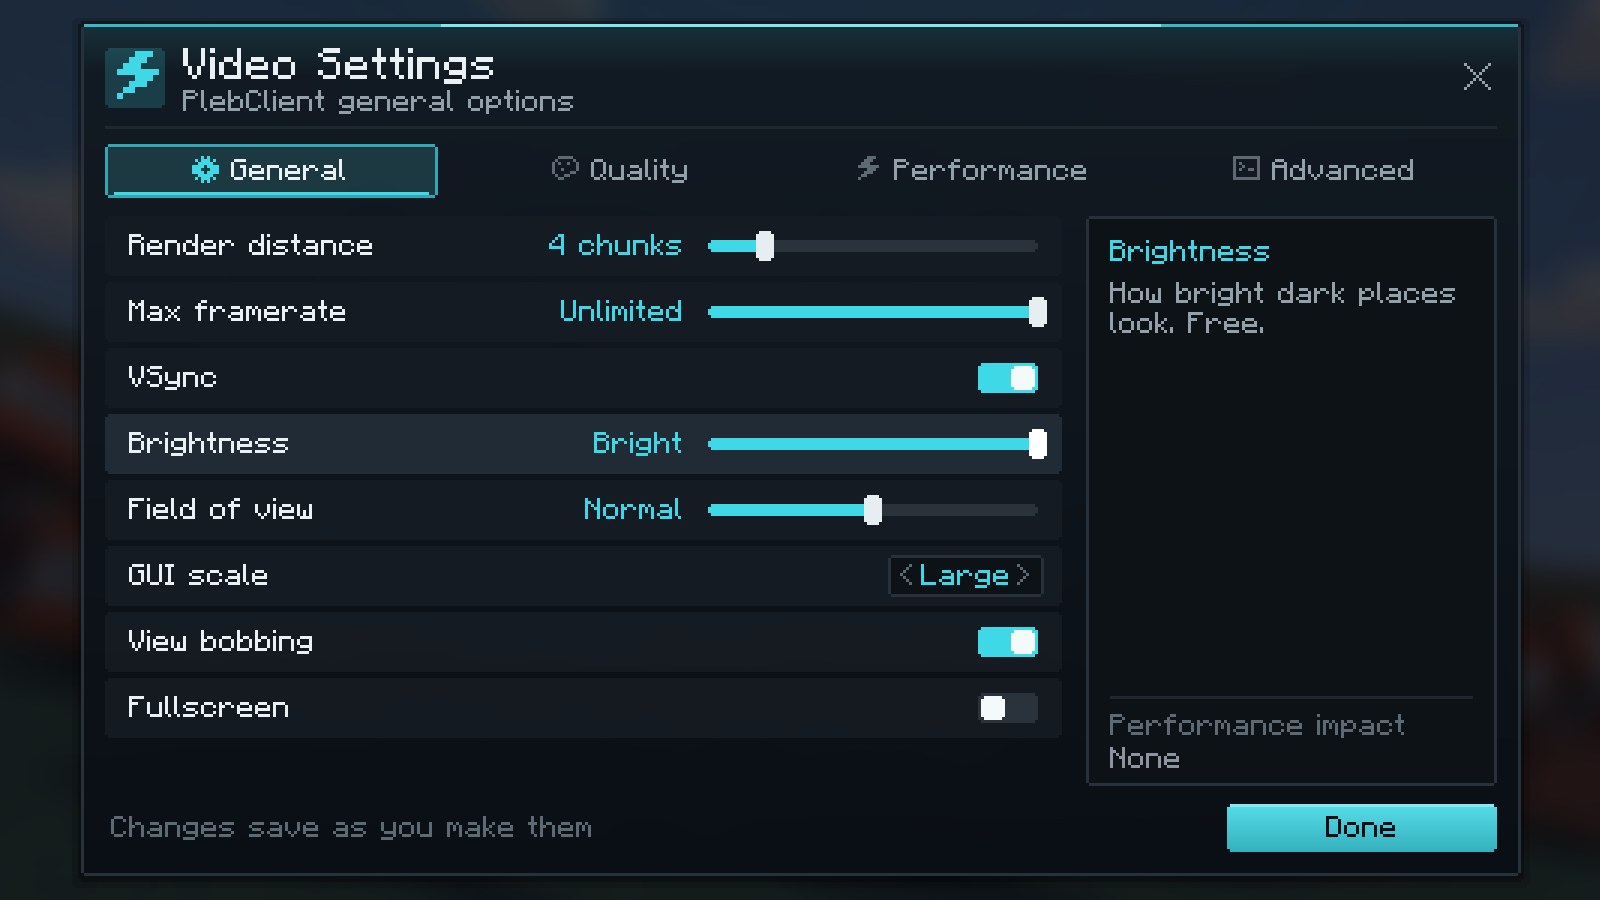 Video Settings
PlebClient general options
General
Quality
Performance
Advanced
Render distance
4 chunks
Max framerate
Unlimited
VSync
Brightness
Bright
Field of view
Normal
GUI scale
<Large>
View bobbing
Fullscreen
Brightness
How bright dark places
look. Free.
Performance impact
None
Changes save as you make them
Done